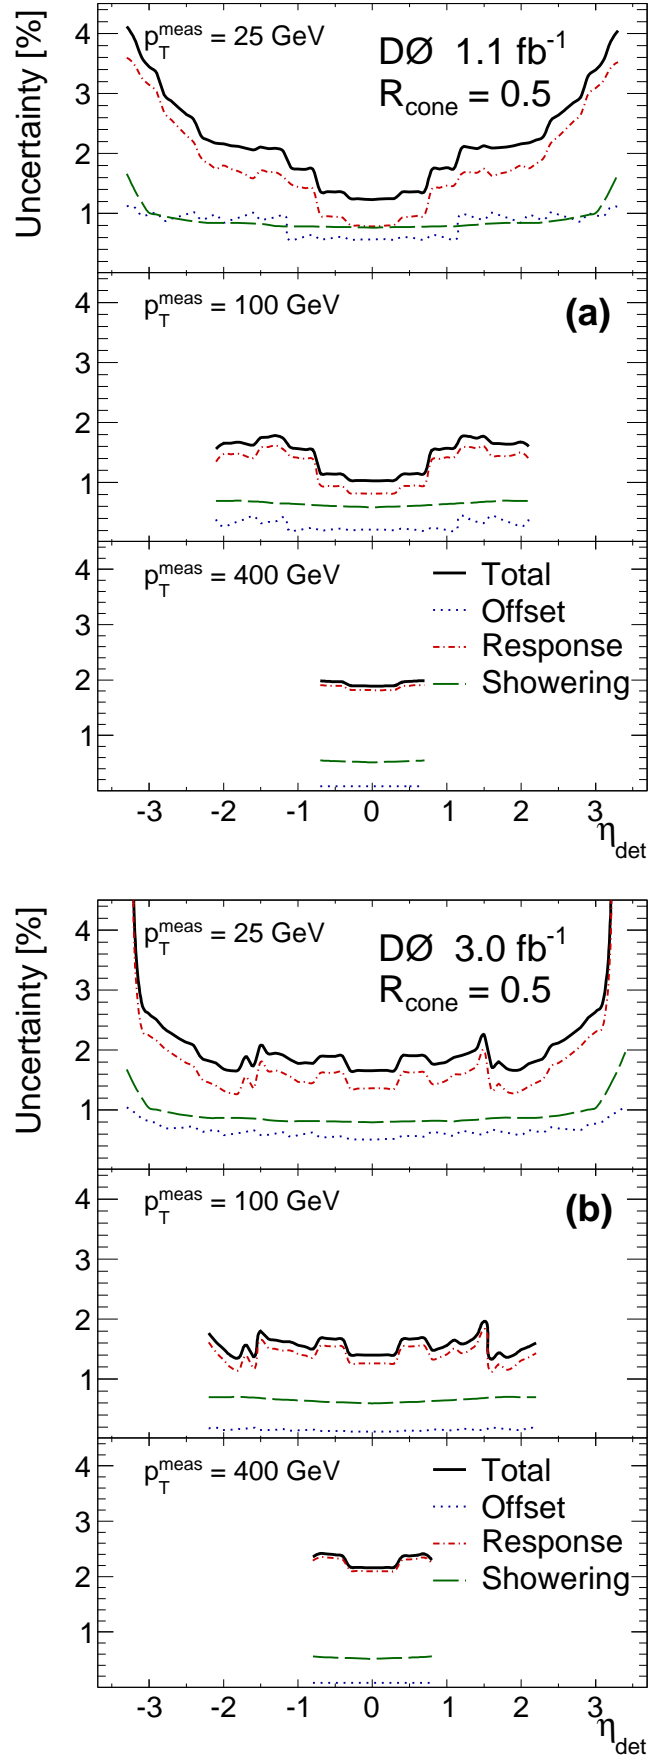 Uncertainty [%]
p_T^meas = 25 GeV
DØ 1.1 fb^-1
R_cone = 0.5
4
3
2
1
p_T^meas = 100 GeV
(a)
4
3
2
1
p_T^meas = 400 GeV
Total
Offset
Response
Showering
4
3
2
1
-3 -2 -1 0 1 2 3
η_det
Uncertainty [%]
p_T^meas = 25 GeV
DØ 3.0 fb^-1
R_cone = 0.5
4
3
2
1
p_T^meas = 100 GeV
(b)
4
3
2
1
p_T^meas = 400 GeV
Total
Offset
Response
Showering
4
3
2
1
-3 -2 -1 0 1 2 3
η_det